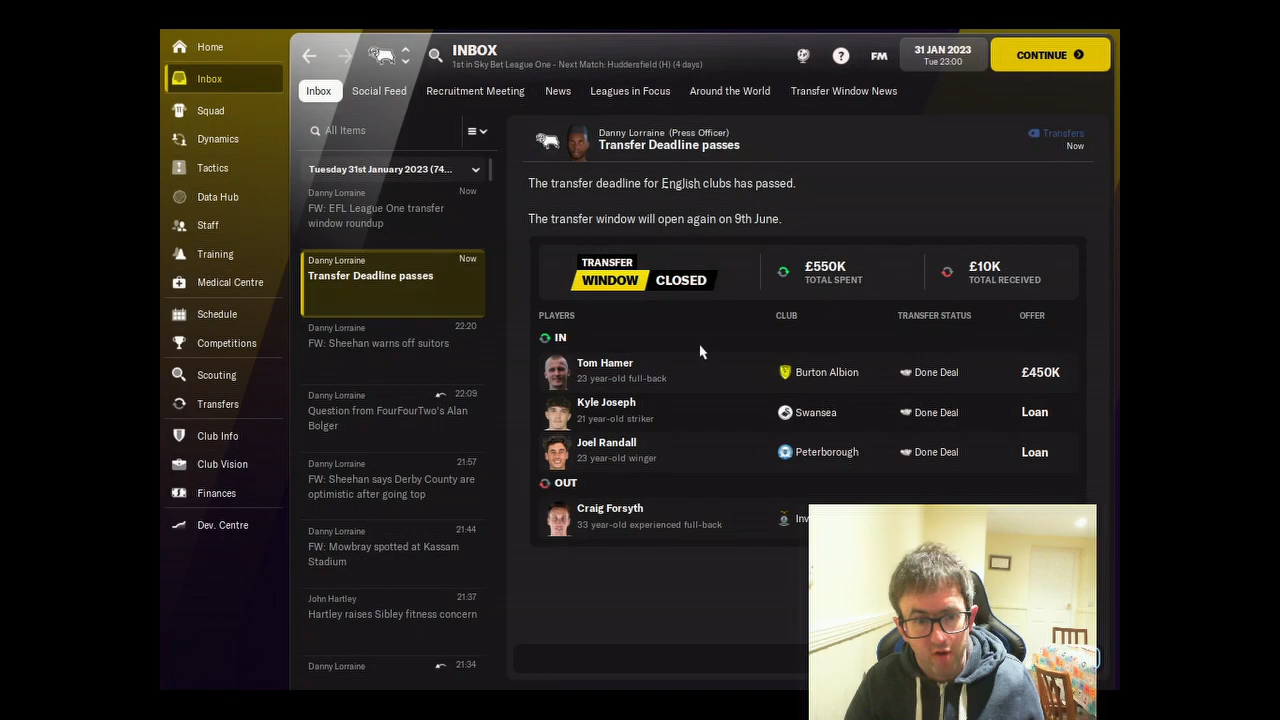 Home
Inbox
Squad
Dynamics
Tactics
Data Hub
Staff
Training
Medical Centre
Schedule
Competitions
Scouting
Transfers
Club Info
Club Vision
Finances
Dev. Centre
INBOX
1st in Sky Bet League One - Next Match: Huddersfield (H) (4 days)
?
FM
31 JAN 2023
Tue 23:00
CONTINUE
Inbox
Social Feed
Recruitment Meeting
News
Leagues in Focus
Around the World
Transfer Window News
All Items
Tuesday 31st January 2023 (74...
Danny Lorraine
Now
FW: EFL League One transfer
window roundup
Danny Lorraine
Now
Transfer Deadline passes
Danny Lorraine
22:20
FW: Sheehan warns off suitors
Danny Lorraine
22:09
Question from FourFourTwo's Alan
Bolger
Danny Lorraine
21:57
FW: Sheehan says Derby County are
optimistic after going top
Danny Lorraine
21:44
FW: Mowbray spotted at Kassam
Stadium
John Hartley
21:37
Hartley raises Sibley fitness concern
Danny Lorraine
21:34
Danny Lorraine (Press Officer)
Transfer Deadline passes
Transfers
Now
The transfer deadline for English clubs has passed.
The transfer window will open again on 9th June.
TRANSFER
WINDOW CLOSED
£550K
TOTAL SPENT
£10K
TOTAL RECEIVED
PLAYERS
CLUB
TRANSFER STATUS
OFFER
IN
Tom Hamer
23 year-old full-back
Burton Albion
Done Deal
£450K
Kyle Joseph
21 year-old striker
Swansea
Done Deal
Loan
Joel Randall
23 year-old winger
Peterborough
Done Deal
Loan
OUT
Craig Forsyth
33 year-old experienced full-back
Inv